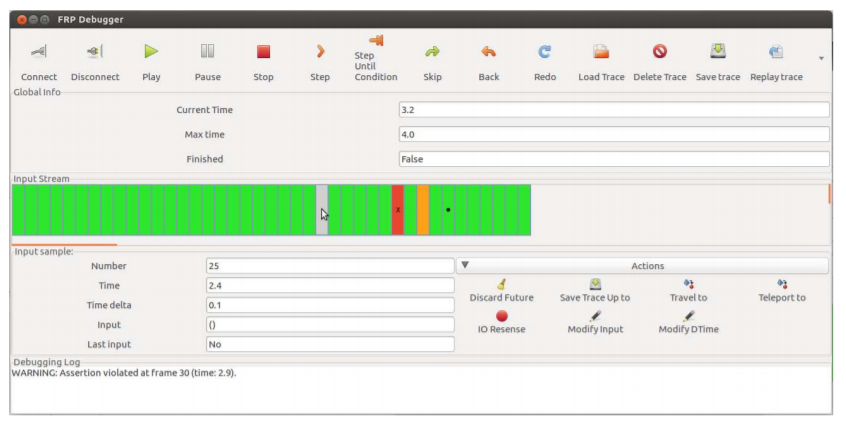 FRP Debugger
Step
Until
Connect Disconnect Play Pause Stop Step Condition Skip Back Redo Load Trace Delete Trace Save trace Replay trace
Global Info
Current Time 3.2
Max time 4.0
Finished False
Input Stream
x
Input sample:
Number 25 Actions
Time 2.4
Discard Future Save Trace Up to Travel to Teleport to
Time delta 0.1
Input ()
IO Resense Modify Input Modify DTime
Last input No
Debugging Log
WARNING: Assertion violated at frame 30 (time: 2.9).